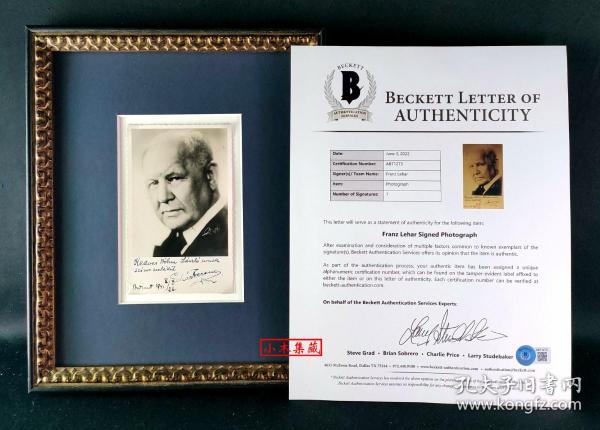 BECKETT
B
AUTHENTICATION
SERVICES
BECKETT LETTER OF
AUTHENTICITY
Date: June 3, 2022
Certification Number: AB77273
Signer(s)/ Team Name: Franz Lehar
Item: Photograph
Number of Signatures: 1
This letter will serve as a statement of authenticity for the following item:
Franz Lehar Signed Photograph
After examination and consideration of multiple factors common to known exemplars of the
signature(s), Beckett Authentication Services offers its opinion that the item is authentic.
As part of the authentication process, your authentic item has been assigned a unique
alphanumeric certification number, which can be found on the tamper evident label affixed to
either the item or on this letter of authenticity. Each certification number can be verified at
beckett-authentication.com.
On behalf of the Beckett Authentication Services Experts:
Steve Grad - Brian Sobrero - Charlie Price - Larry Studebaker
小木集藏
孔夫子旧书网
www.kongfz.com